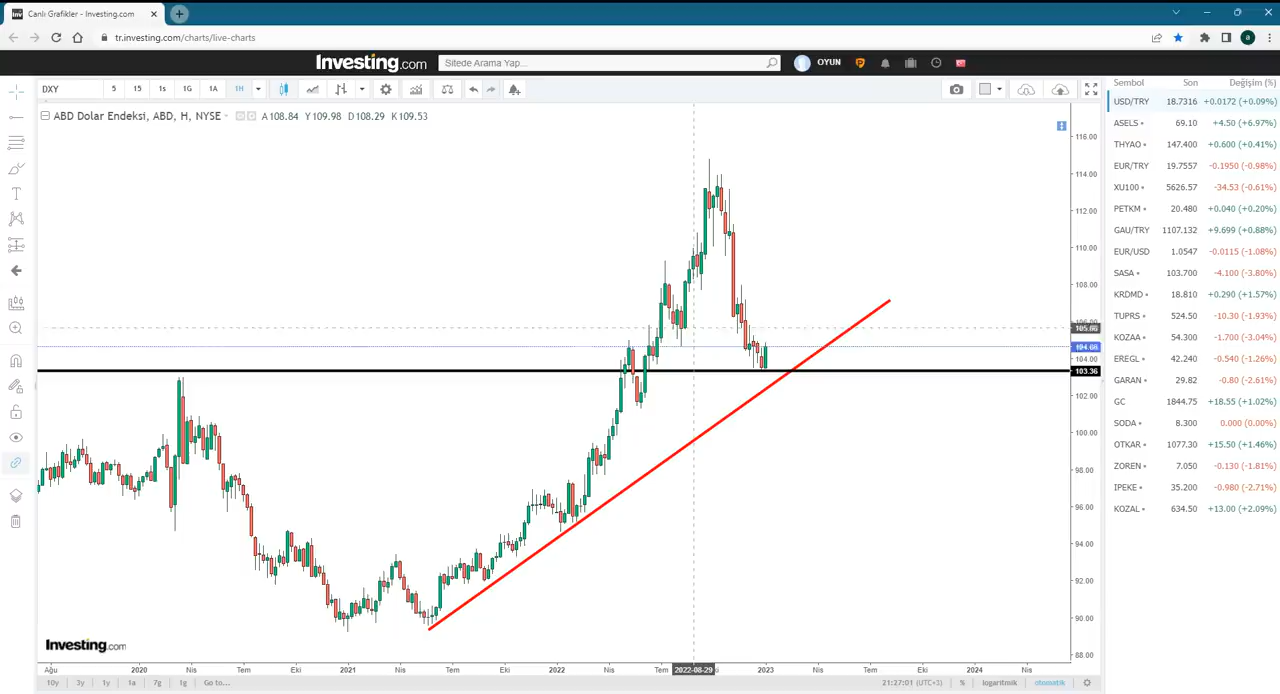 Canlı Grafikler - Investing.com
tr.investing.com/charts/live-charts
Investing.com
Sitede Arama Yap...
OYUN
DXY 5 15 1s 1G 1A 1H
ABD Dolar Endeksi, ABD, H, NYSE A108.84 Y109.98 D108.29 K109.53
Sembol Son Değişim (%)
USD/TRY 18.7316 +0.0172 (+0.09%)
ASELS 69.10 +4.50 (+6.97%)
THYAO 147.400 +0.600 (+0.41%)
EUR/TRY 19.7557 -0.1950 (-0.98%)
XU100 5626.57 -34.53 (-0.61%)
PETKM 20.480 +0.040 (+0.20%)
GAU/TRY 1107.132 +9.699 (+0.88%)
EUR/USD 1.0547 -0.0115 (-1.08%)
SASA 103.700 -4.100 (-3.80%)
KRDMD 18.810 +0.290 (+1.57%)
TUPRS 524.50 -10.30 (-1.93%)
KOZAA 54.300 -1.700 (-3.04%)
EREGL 42.240 -0.540 (-1.26%)
GARAN 29.82 -0.80 (-2.61%)
GC 1844.75 +18.55 (+1.02%)
SODA 8.300 0.000 (0.00%)
OTKAR 1077.30 +15.50 (+1.46%)
ZOREN 7.050 -0.130 (-1.81%)
IPEKE 35.200 -0.980 (-2.71%)
KOZAL 634.50 +13.00 (+2.09%)
116.00
114.00
112.00
110.00
108.00
105.66
104.66
104.00
103.36
102.00
100.00
98.00
96.00
94.00
92.00
90.00
88.00
Investing.com
Ağu 2020 Nis Tem Eki 2021 Nis Tem Eki 2022 Nis Tem 2022-08-29 2023 Nis Tem Eki 2024 Nis
10y 3y 1y 1a 7g 1g Go to... 21:27:01 (UTC+3) % logaritmik otomatik